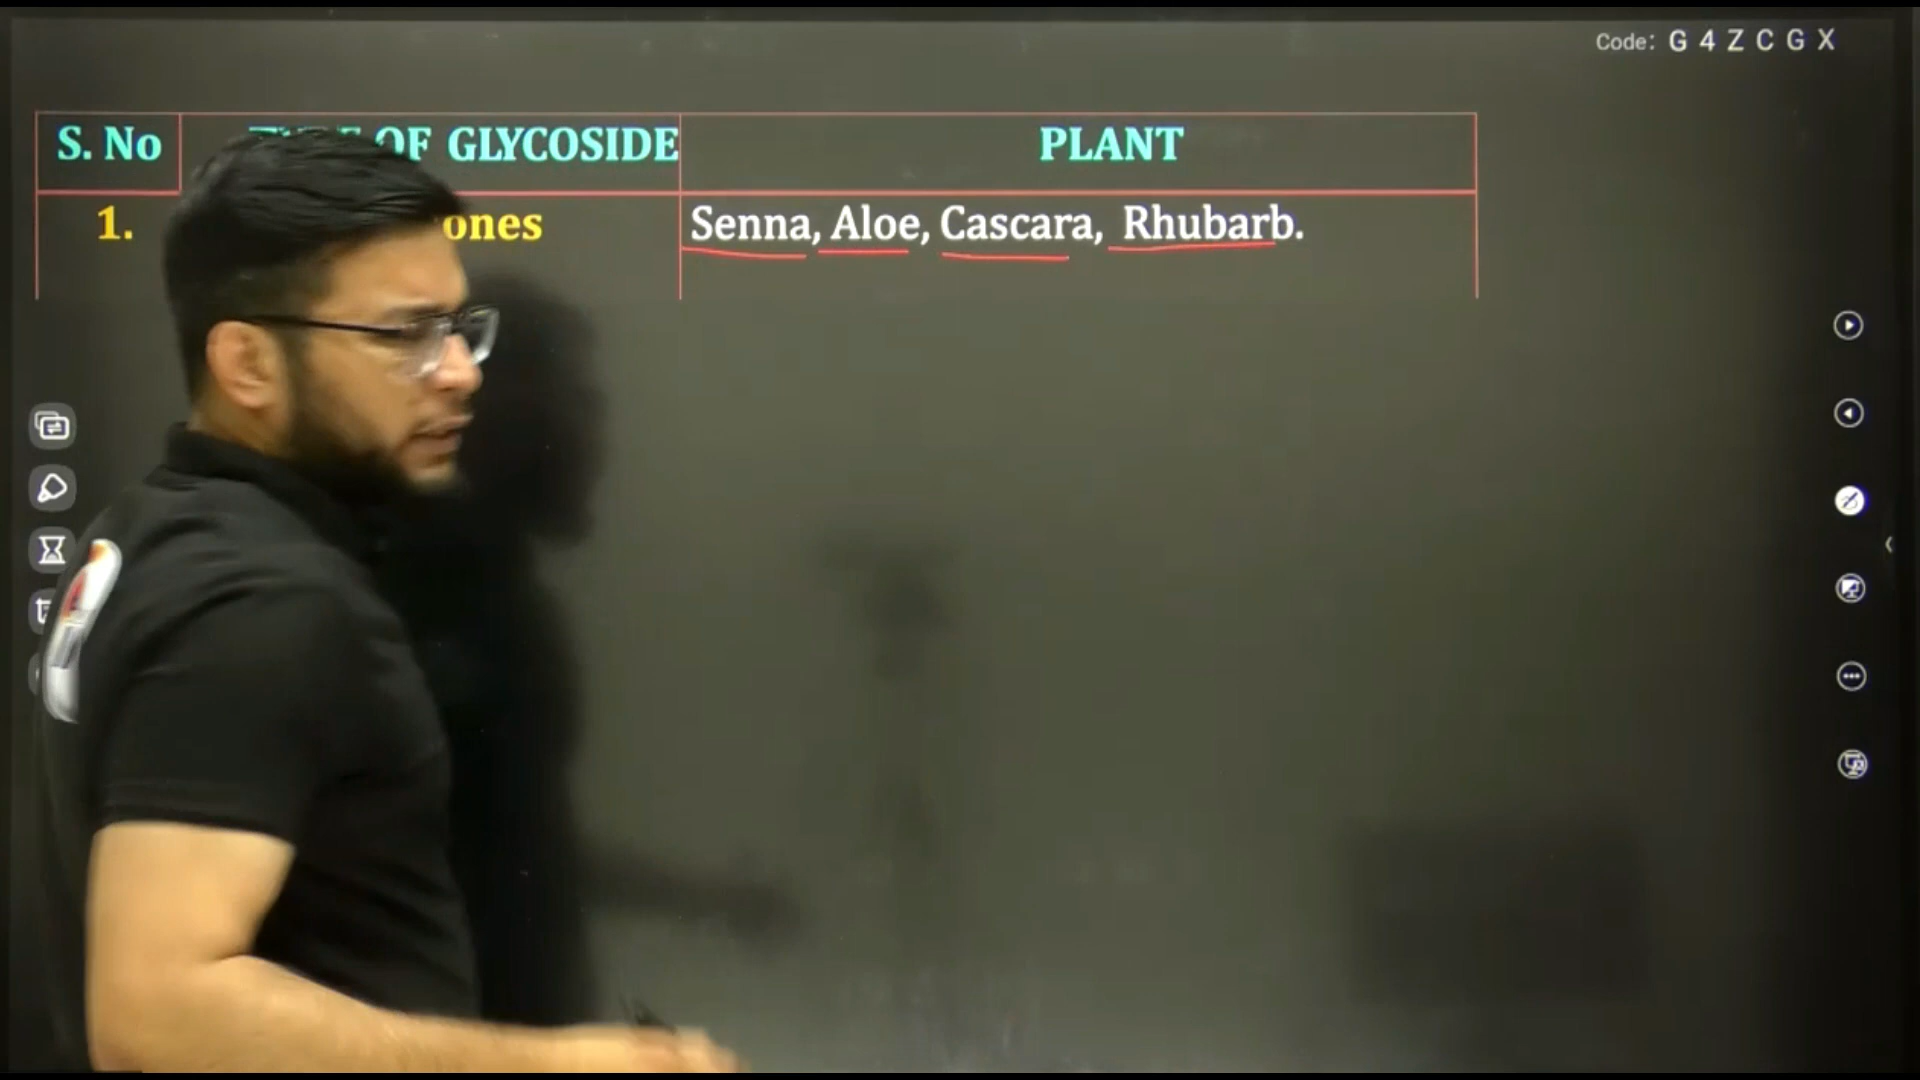 Code: G 4 Z C G X
S. No OF GLYCOSIDE PLANT
1. ones Senna, Aloe, Cascara, Rhubarb.